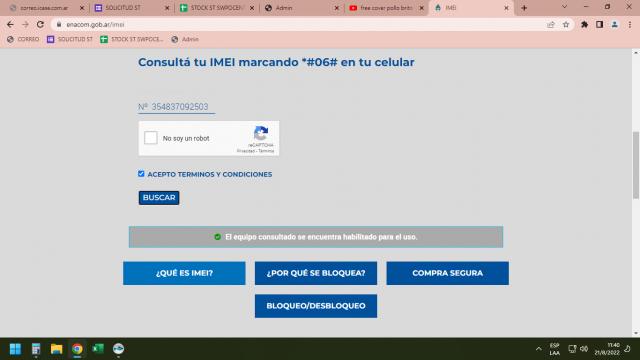 correo.icase.com.ar
SOLICITUD ST
STOCK ST SWPOCENT
Admin
free cover pollo brito
IMEI
enacom.gob.ar/imei
CORREO
SOLICITUD ST
STOCK ST SWPOCE...
Admin
Consultá tu IMEI marcando *#06# en tu celular
Nº 354837092503
No soy un robot
reCAPTCHA
Privacidad - Términos
ACEPTO TERMINOS Y CONDICIONES
BUSCAR
El equipo consultado se encuentra habilitado para el uso.
¿QUÉ ES IMEI?
¿POR QUÉ SE BLOQUEA?
COMPRA SEGURA
BLOQUEO/DESBLOQUEO
ESP
LAA
11:40
21/8/2022